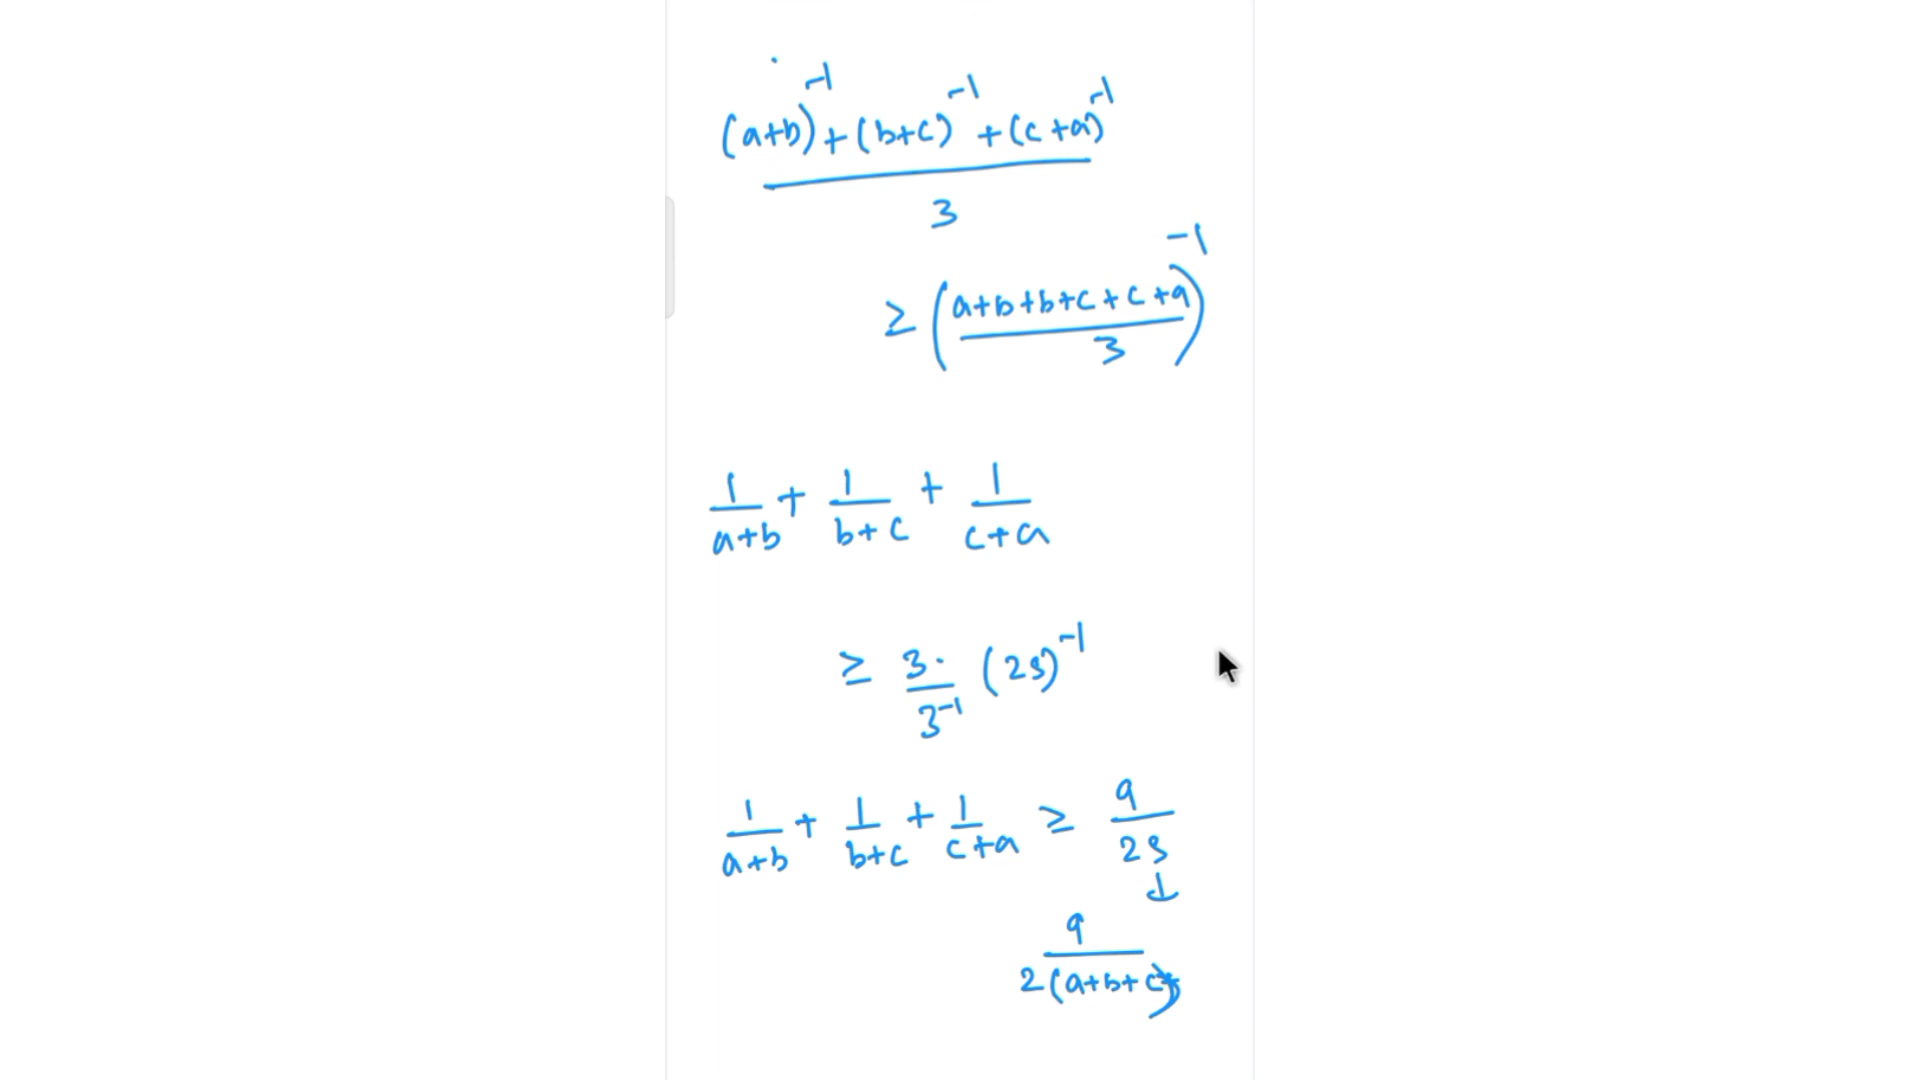 (a+b)⁻¹ + (b+c)⁻¹ + (c+a)⁻¹
3
≥ (a+b+b+c+c+a / 3)⁻¹
1/(a+b) + 1/(b+c) + 1/(c+a)
≥ 3·/3⁻¹ (2s)⁻¹
1/(a+b) + 1/(b+c) + 1/(c+a) ≥ 9/2s
↓
9
2(a+b+c)